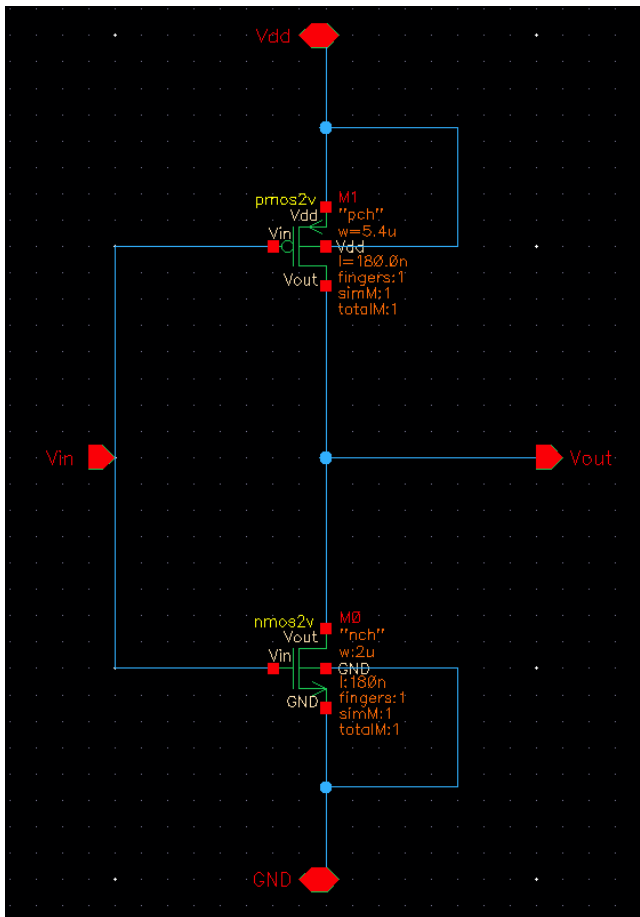 Vdd
pmos2v
M1
Vdd
"pch"
w=5.4u
Vin
Vdd
l=180.0n
Vout
fingers:1
simM:1
totalM:1
Vin
Vout
nmos2v
M0
Vout
"nch"
w:2u
Vin
GND
l:180n
GND
fingers:1
simM:1
totalM:1
GND